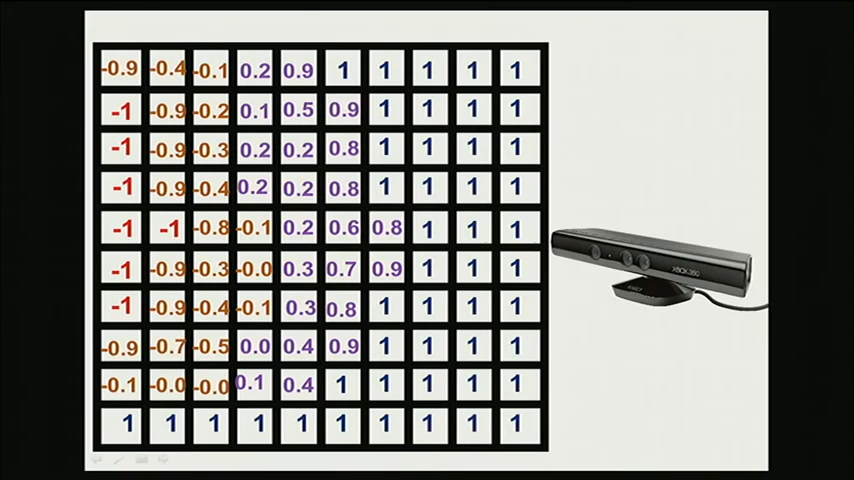 -0.9 -0.4 -0.1 0.2 0.9 1 1 1 1 1
-1 -0.9 -0.2 0.1 0.5 0.9 1 1 1 1
-1 -0.9 -0.3 0.2 0.2 0.8 1 1 1 1
-1 -0.9 -0.4 0.2 0.2 0.8 1 1 1 1
-1 -1 -0.8 -0.1 0.2 0.6 0.8 1 1 1
-1 -0.9 -0.3 -0.0 0.3 0.7 0.9 1 1 1
-1 -0.9 -0.4 -0.1 0.3 0.8 1 1 1 1
-0.9 -0.7 -0.5 0.0 0.4 0.9 1 1 1 1
-0.1 -0.0 -0.0 0.1 0.4 1 1 1 1 1
1 1 1 1 1 1 1 1 1 1
XBOX360